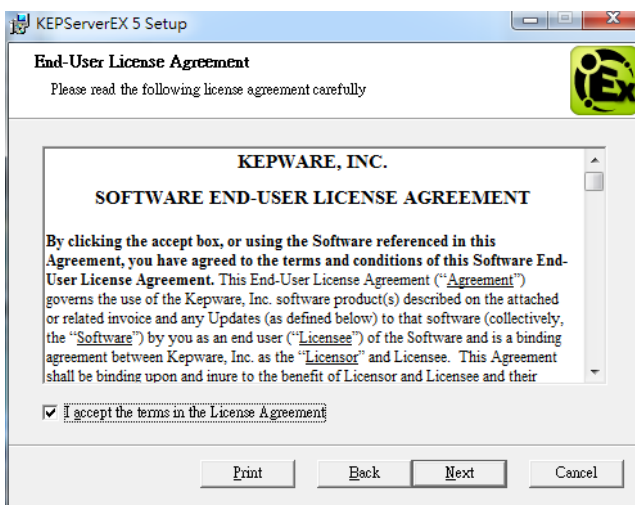 KEPServerEX 5 Setup
End-User License Agreement
Please read the following license agreement carefully
Ex
KEPWARE, INC.
SOFTWARE END-USER LICENSE AGREEMENT
By clicking the accept box, or using the Software referenced in this
Agreement, you have agreed to the terms and conditions of this Software End-
User License Agreement. This End-User License Agreement (“Agreement”)
governs the use of the Kepware, Inc. software product(s) described on the attached
or related invoice and any Updates (as defined below) to that software (collectively,
the “Software”) by you as an end user (“Licensee”) of the Software and is a binding
agreement between Kepware, Inc. as the “Licensor” and Licensee. This Agreement
shall be binding upon and inure to the benefit of Licensor and Licensee and their
I accept the terms in the License Agreement
Print Back Next Cancel